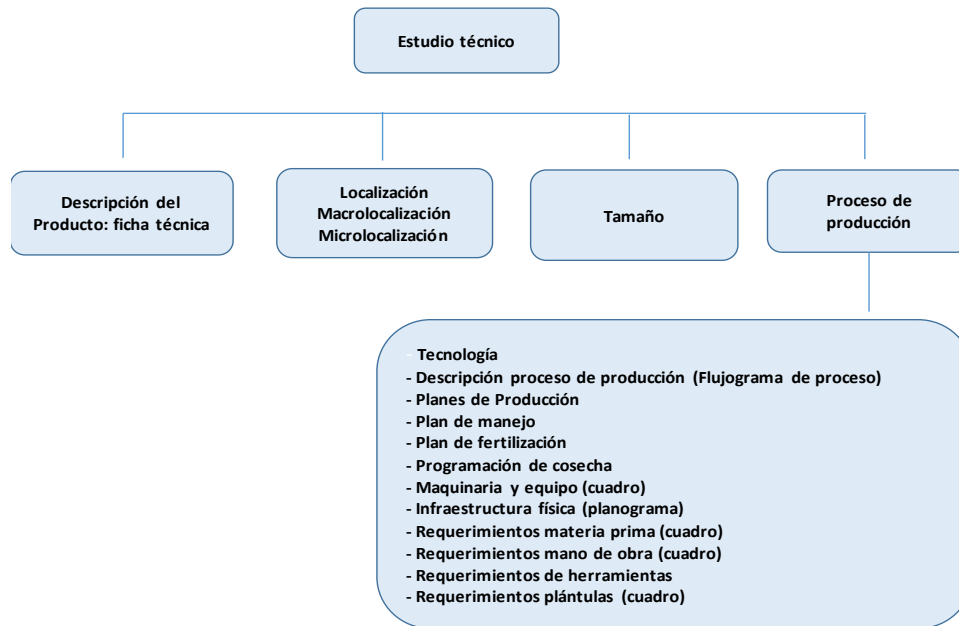 Estudio técnico
Descripción del
Producto: ficha técnica
Localización
Macrolocalización
Microlocalización
Tamaño
Proceso de
producción
- Tecnología
- Descripción proceso de producción (Flujograma de proceso)
- Planes de Producción
- Plan de manejo
- Plan de fertilización
- Programación de cosecha
- Maquinaria y equipo (cuadro)
- Infraestructura física (planograma)
- Requerimientos materia prima (cuadro)
- Requerimientos mano de obra (cuadro)
- Requerimientos de herramientas
- Requerimientos plántulas (cuadro)